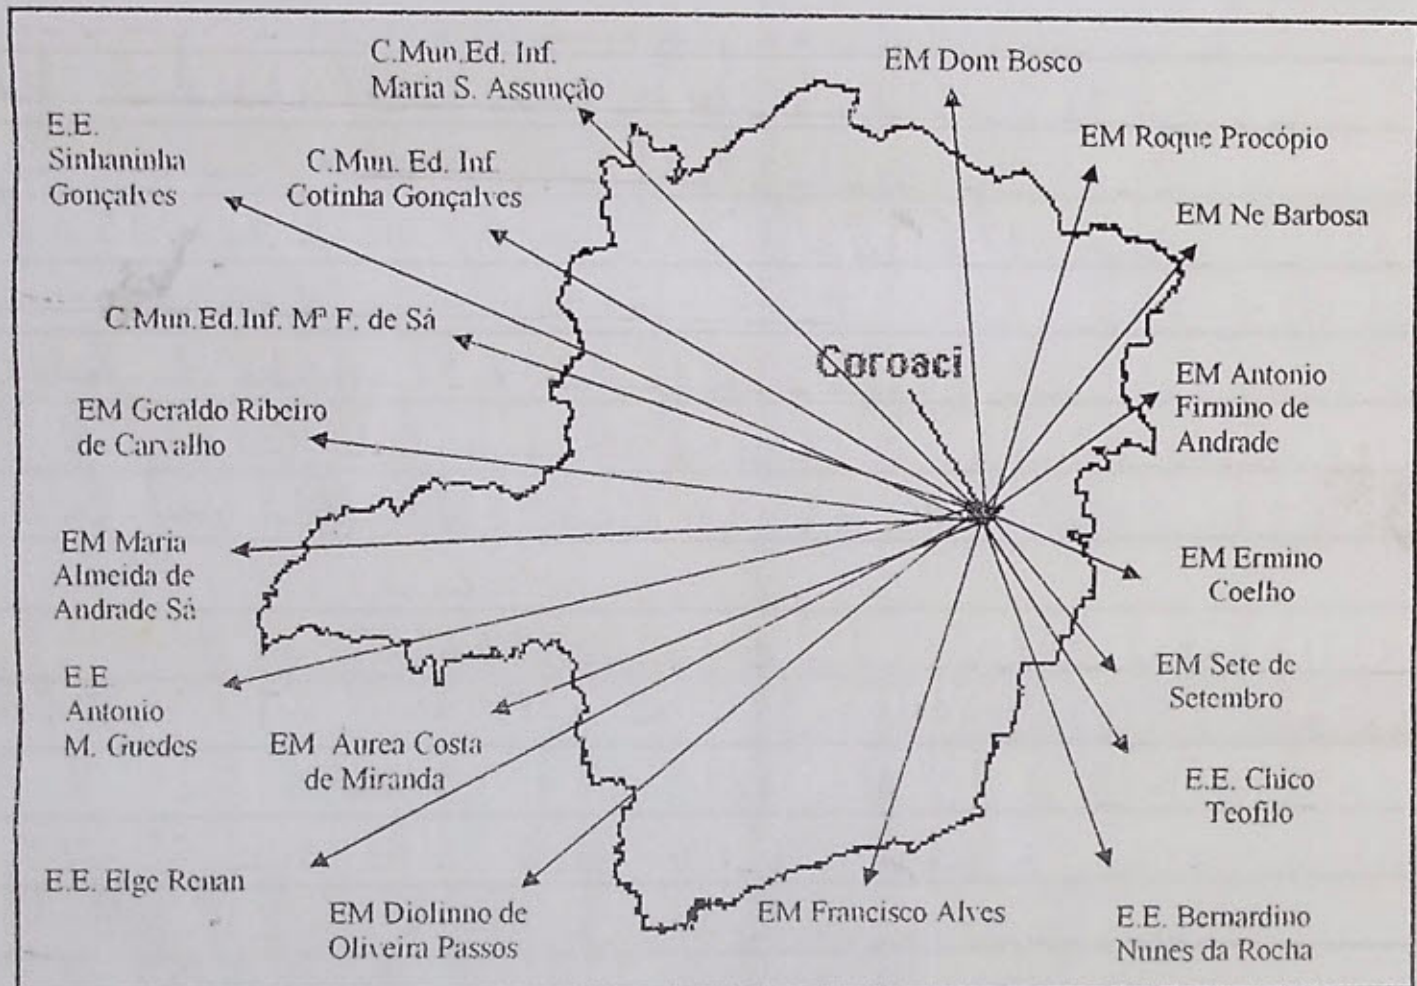 C.Mun.Ed. Inf.
Maria S. Assunção
EM Dom Bosco
E.E.
Sinhaninha
Gonçalves
C.Mun. Ed. Inf
Cotinha Gonçalves
EM Roque Procópio
EM Ne Barbosa
C.Mun.Ed.Inf. Mª F. de Sá
Coroaci
EM Antonio
Firmino de
Andrade
EM Geraldo Ribeiro
de Carvalho
EM Maria
Almeida de
Andrade Sá
EM Ermino
Coelho
E.E
Antonio
M. Guedes
EM Sete de
Setembro
EM Aurea Costa
de Miranda
E.E. Chico
Teofilo
E.E. Elge Renan
EM Diolinno de
Oliveira Passos
EM Francisco Alves
E.E. Bernardino
Nunes da Rocha